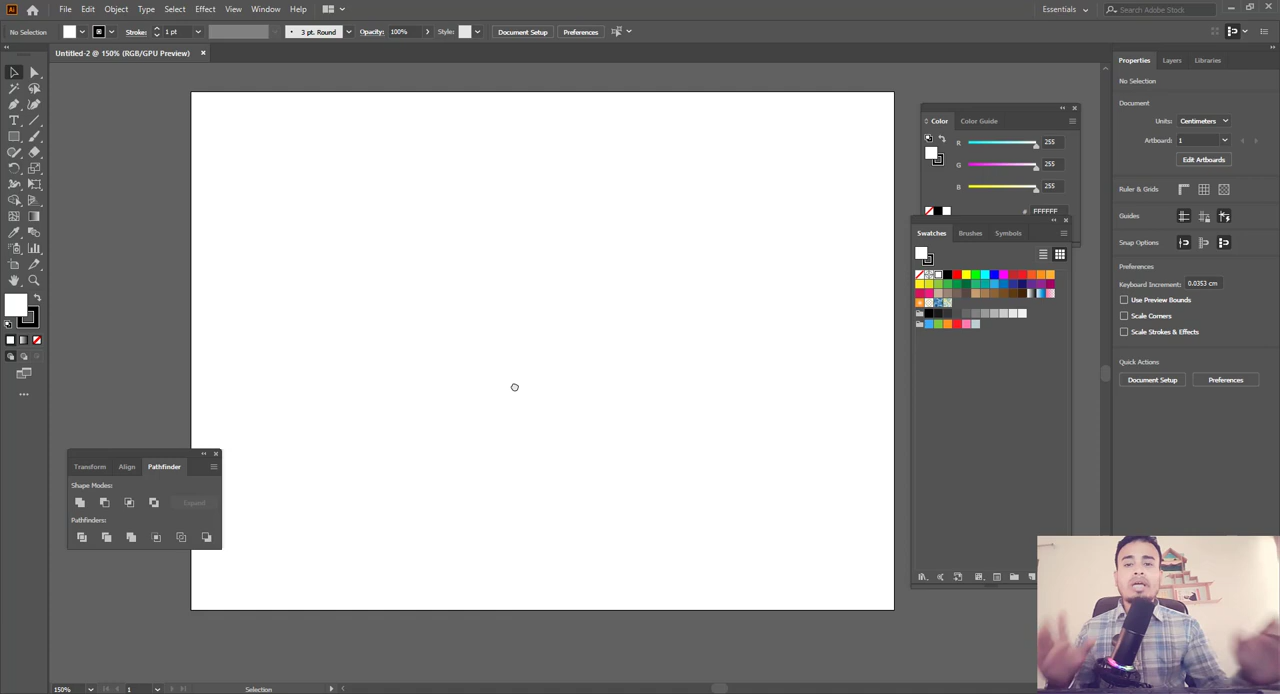 Ai File Edit Object Type Select Effect View Window Help Essentials Search Adobe Stock
No Selection Stroke: 1 pt 3 pt. Round Opacity: 100% Style: Document Setup Preferences
Untitled-2 @ 150% (RGB/GPU Preview)
Properties Layers Libraries
No Selection
Document
Units: Centimeters
Artboard: 1
Edit Artboards
Ruler & Grids
Guides
Snap Options
Preferences
Keyboard Increment: 0.0353 cm
Use Preview Bounds
Scale Corners
Scale Strokes & Effects
Quick Actions
Document Setup Preferences
Color Color Guide
R 255
G 255
B 255
# FFFFFF
Swatches Brushes Symbols
Transform Align Pathfinder
Shape Modes:
Expand
Pathfinders:
150% 1 Selection